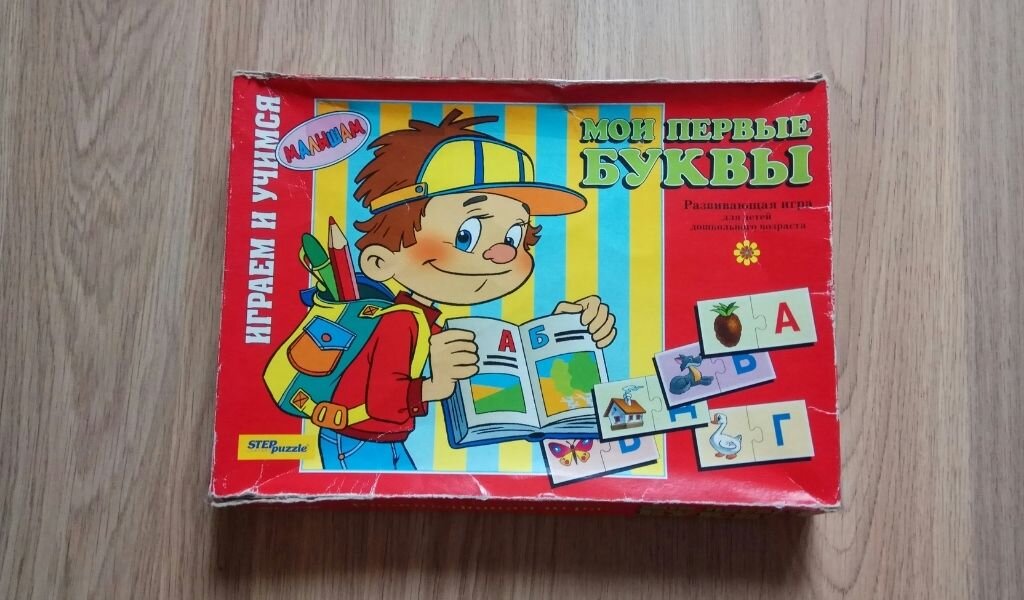 ИГРАЕМ И УЧИМСЯ
МАЛЫШАМ
МОИ ПЕРВЫЕ
БУКВЫ
Развивающая игра
для детей
дошкольного возраста
А Б
А
Д
Г
STEP
puzzle